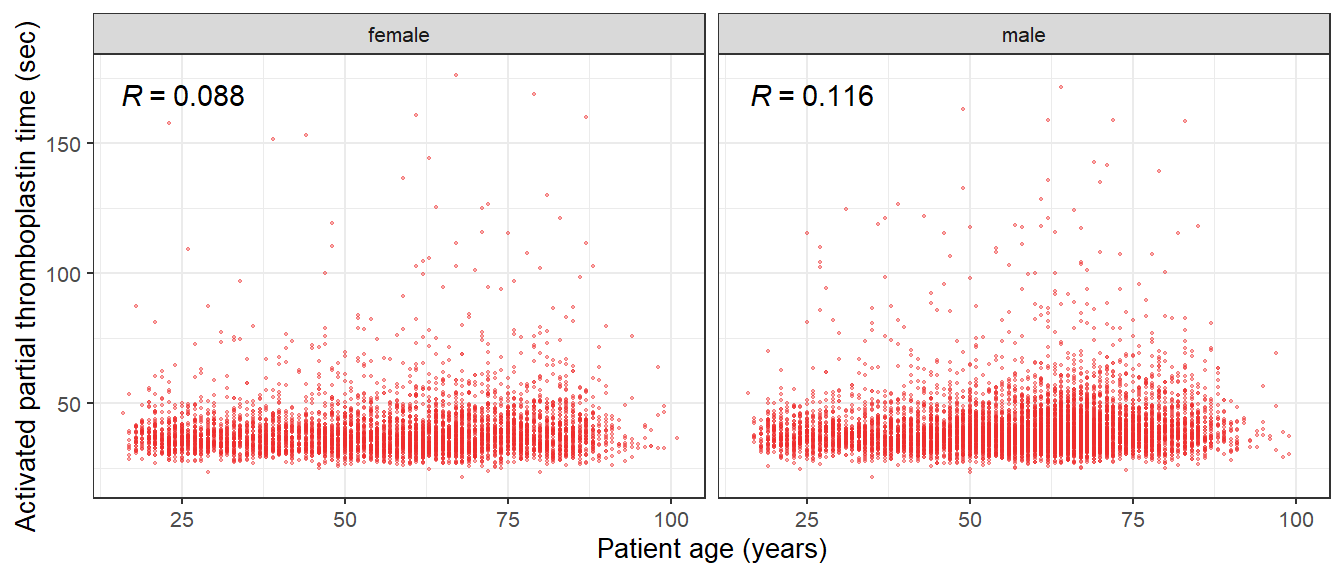 female
male
R = 0.088
R = 0.116
Activated partial thromboplastin time (sec)
150
100
50
25
50
75
100
25
50
75
100
Patient age (years)